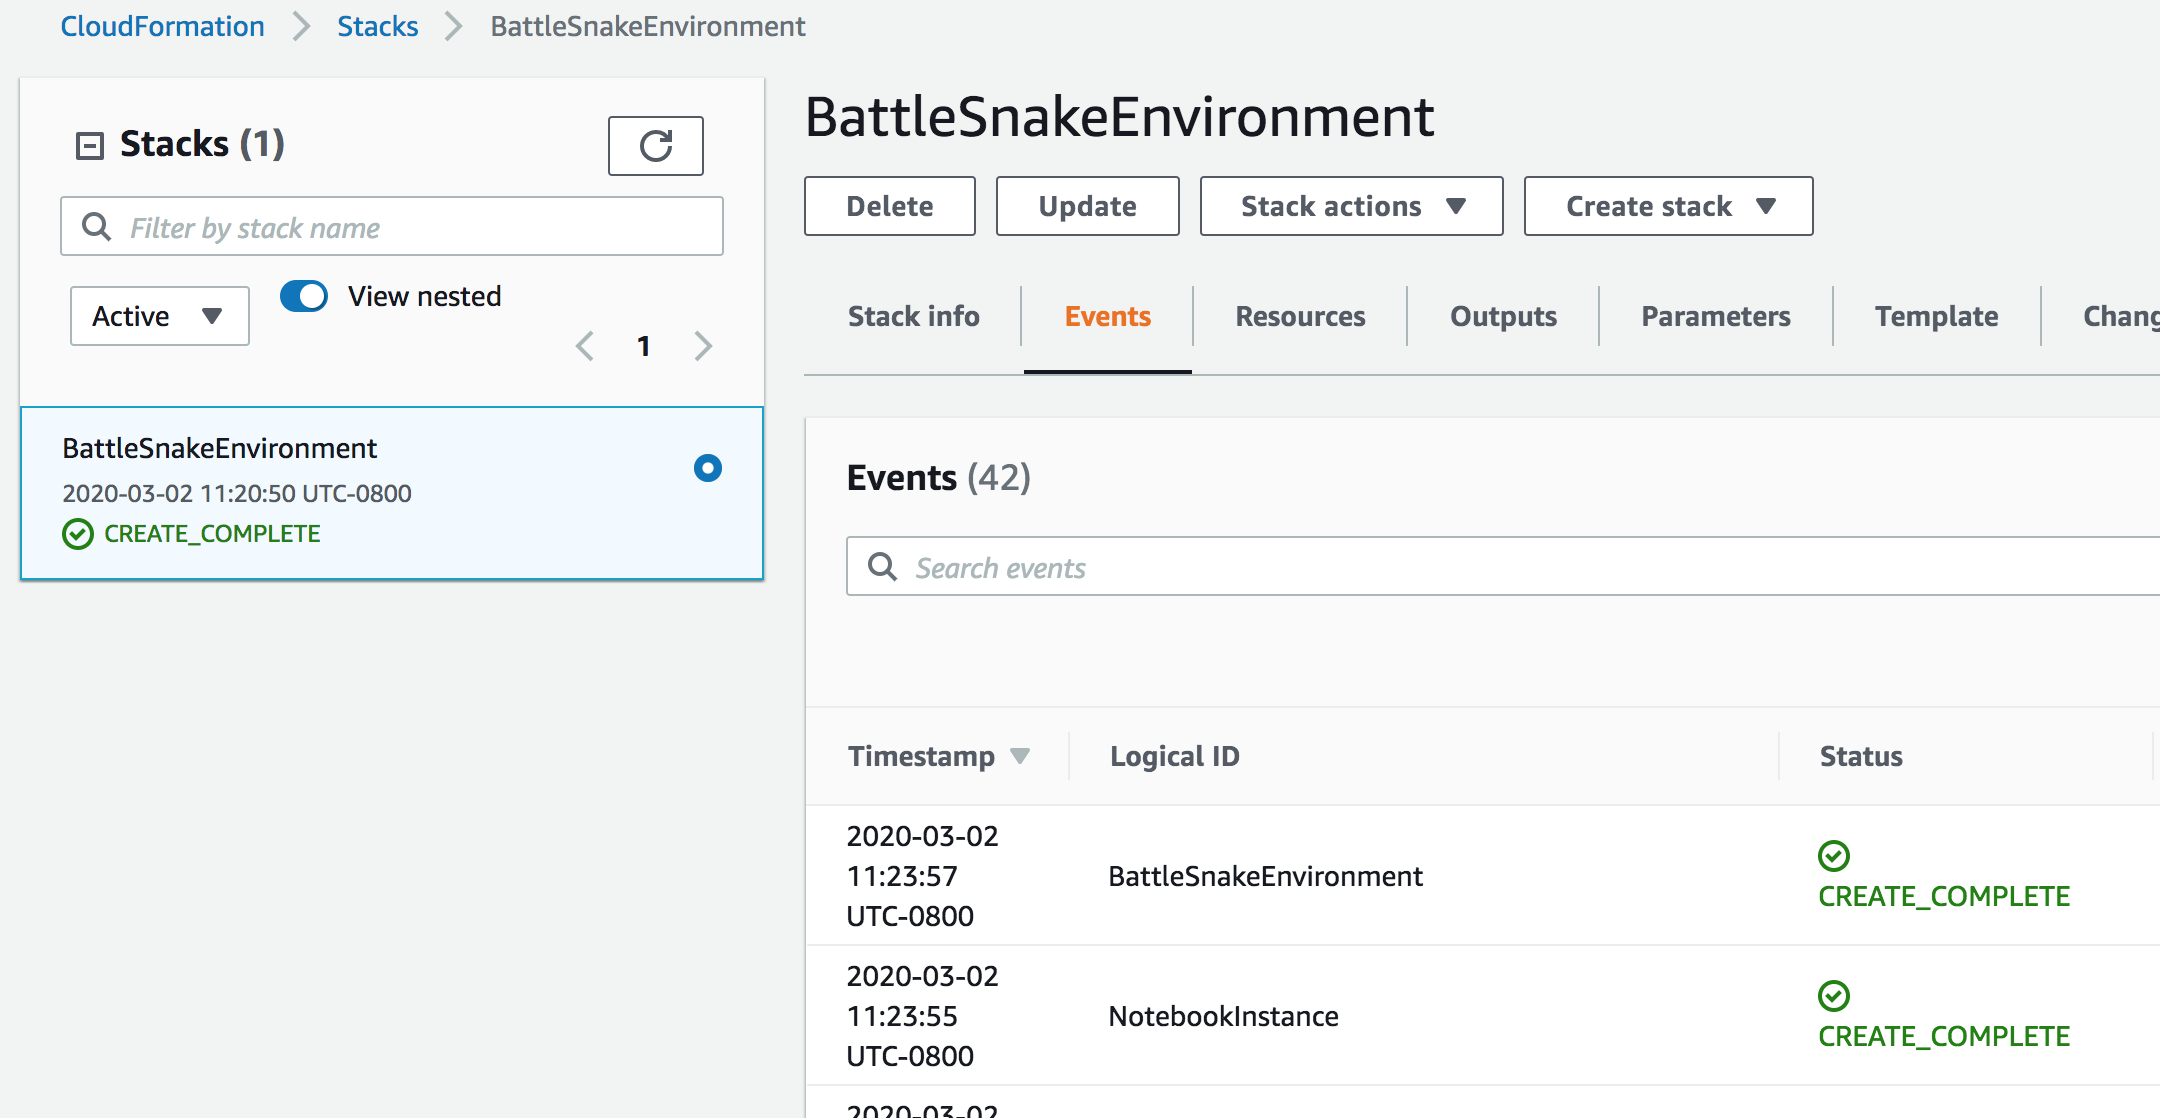 CloudFormation > Stacks > BattleSnakeEnvironment
Stacks (1)
Filter by stack name
Active
View nested
1
BattleSnakeEnvironment
2020-03-02 11:20:50 UTC-0800
CREATE_COMPLETE
BattleSnakeEnvironment
Delete Update Stack actions Create stack
Stack info Events Resources Outputs Parameters Template Chang
Events (42)
Search events
Timestamp Logical ID Status
2020-03-02
11:23:57
UTC-0800
BattleSnakeEnvironment
CREATE_COMPLETE
2020-03-02
11:23:55
UTC-0800
NotebookInstance
CREATE_COMPLETE
2020-03-02